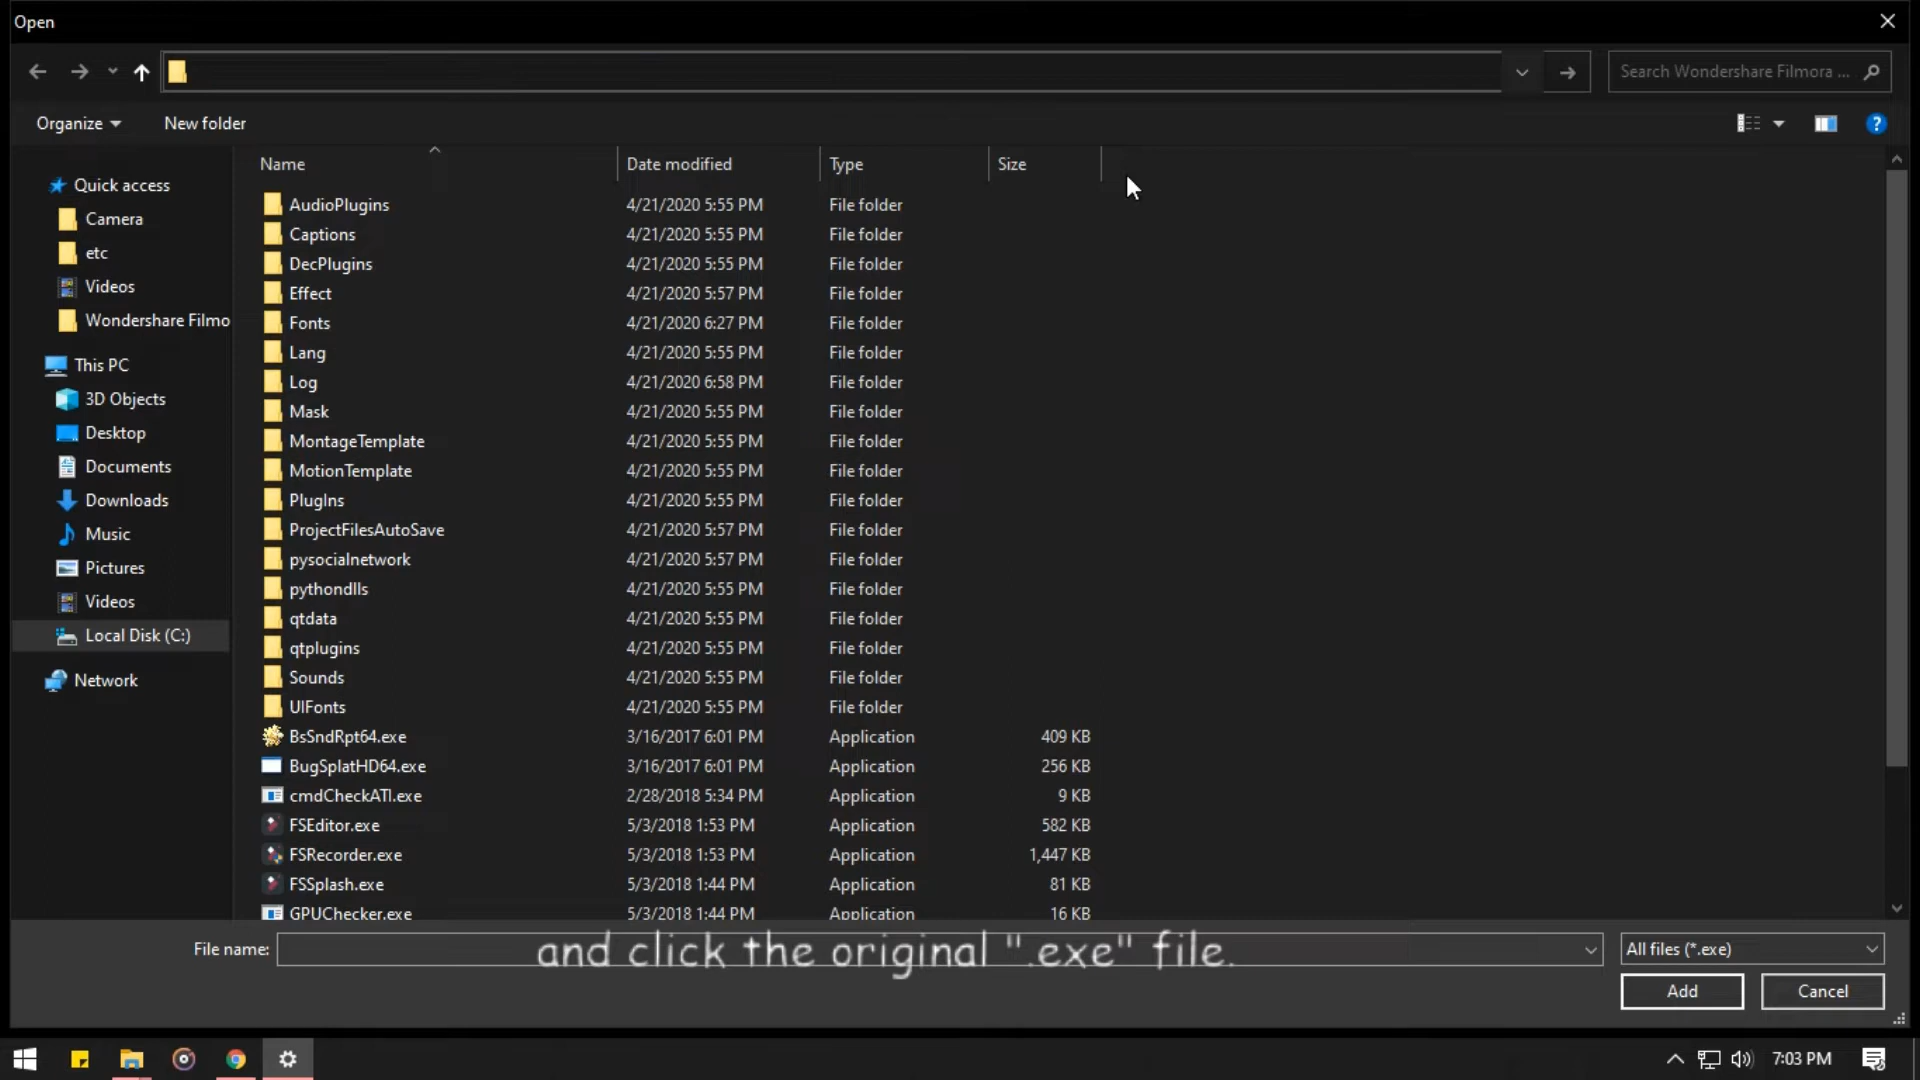 Open
Search Wondershare Filmora ...
Organize
New folder
Name
Date modified
Type
Size
Quick access
Camera
etc
Videos
Wondershare Filmo
This PC
3D Objects
Desktop
Documents
Downloads
Music
Pictures
Videos
Local Disk (C:)
Network
AudioPlugins 4/21/2020 5:55 PM File folder
Captions 4/21/2020 5:55 PM File folder
DecPlugins 4/21/2020 5:55 PM File folder
Effect 4/21/2020 5:57 PM File folder
Fonts 4/21/2020 6:27 PM File folder
Lang 4/21/2020 5:55 PM File folder
Log 4/21/2020 6:58 PM File folder
Mask 4/21/2020 5:55 PM File folder
MontageTemplate 4/21/2020 5:55 PM File folder
MotionTemplate 4/21/2020 5:55 PM File folder
PlugIns 4/21/2020 5:55 PM File folder
ProjectFilesAutoSave 4/21/2020 5:57 PM File folder
pysocialnetwork 4/21/2020 5:57 PM File folder
pythondlls 4/21/2020 5:55 PM File folder
qtdata 4/21/2020 5:55 PM File folder
qtplugins 4/21/2020 5:55 PM File folder
Sounds 4/21/2020 5:55 PM File folder
UIFonts 4/21/2020 5:55 PM File folder
BsSndRpt64.exe 3/16/2017 6:01 PM Application 409 KB
BugSplatHD64.exe 3/16/2017 6:01 PM Application 256 KB
cmdCheckATI.exe 2/28/2018 5:34 PM Application 9 KB
FSEditor.exe 5/3/2018 1:53 PM Application 582 KB
FSRecorder.exe 5/3/2018 1:53 PM Application 1,447 KB
FSSplash.exe 5/3/2018 1:44 PM Application 81 KB
GPUChecker.exe 5/3/2018 1:44 PM Application 16 KB
File name:
and click the original ".exe" file.
All files (*.exe)
Add
Cancel
7:03 PM